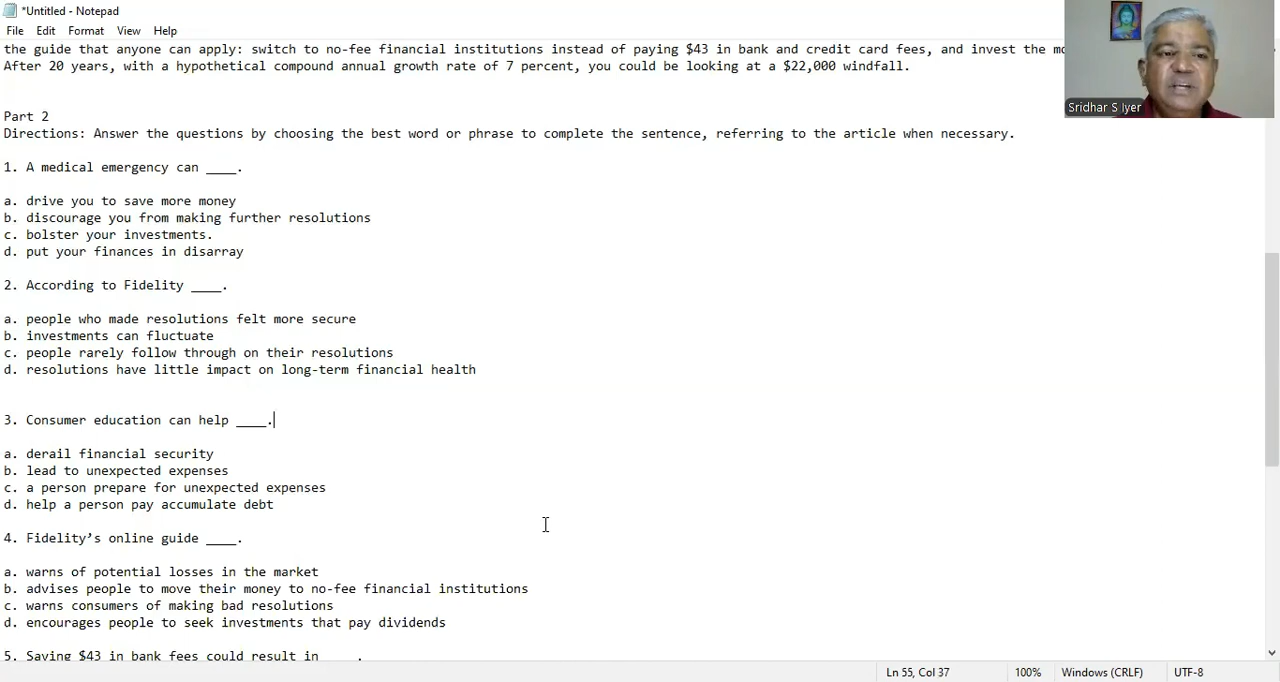 *Untitled - Notepad
File Edit Format View Help
the guide that anyone can apply: switch to no-fee financial institutions instead of paying $43 in bank and credit card fees, and invest the mo
After 20 years, with a hypothetical compound annual growth rate of 7 percent, you could be looking at a $22,000 windfall.
Sridhar S Iyer
Part 2
Directions: Answer the questions by choosing the best word or phrase to complete the sentence, referring to the article when necessary.
1. A medical emergency can ____.
a. drive you to save more money
b. discourage you from making further resolutions
c. bolster your investments.
d. put your finances in disarray
2. According to Fidelity ____.
a. people who made resolutions felt more secure
b. investments can fluctuate
c. people rarely follow through on their resolutions
d. resolutions have little impact on long-term financial health
3. Consumer education can help ____.
a. derail financial security
b. lead to unexpected expenses
c. a person prepare for unexpected expenses
d. help a person pay accumulate debt
4. Fidelity’s online guide ____.
a. warns of potential losses in the market
b. advises people to move their money to no-fee financial institutions
c. warns consumers of making bad resolutions
d. encourages people to seek investments that pay dividends
5. Saving $43 in bank fees could result in ____.
Ln 55, Col 37 100% Windows (CRLF) UTF-8